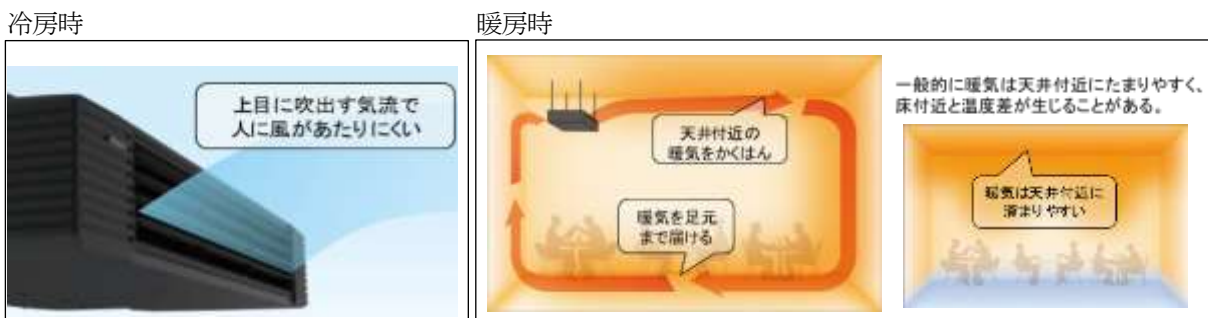 冷房時
上目に吹出す気流で
人に風があたりにくい
暖房時
天井付近の
暖気をかくはん
暖気を足元
まで届ける
一般的に暖気は天井付近にたまりやすく、
床付近と温度差が生じることがある。
暖気は天井付近に
溜まりやすい